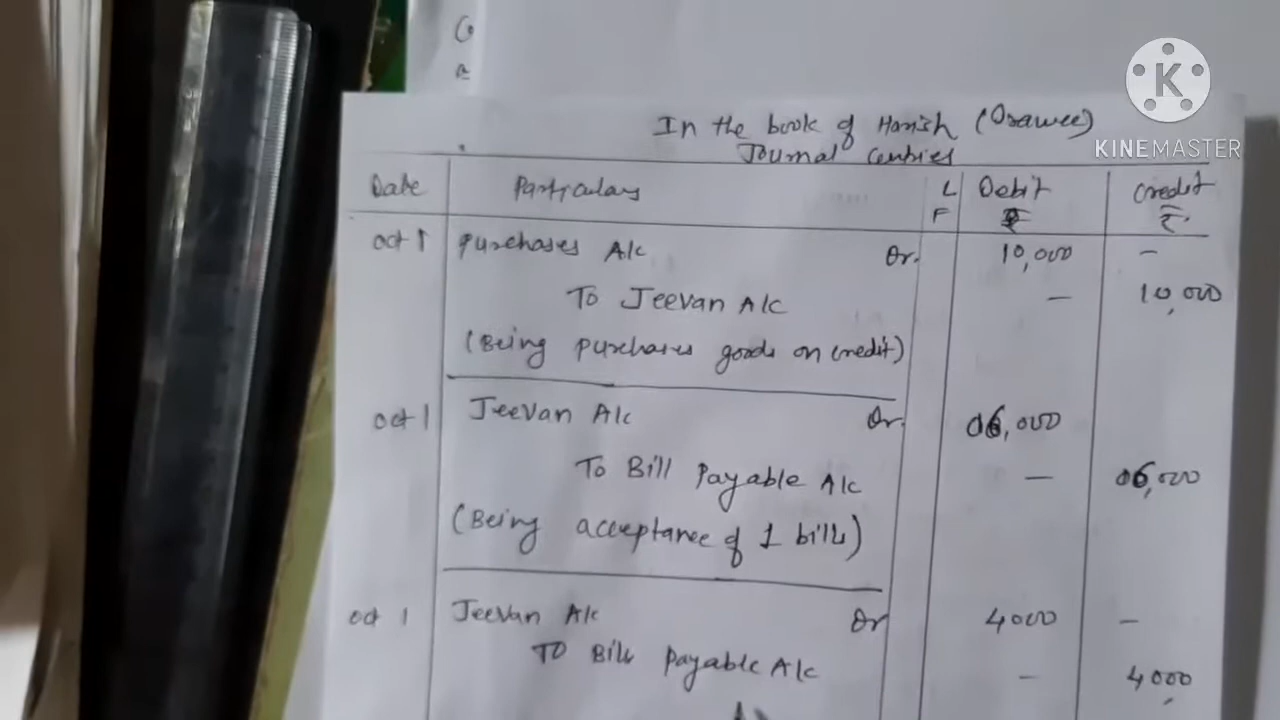 In the book of Harish (Drawee)
Journal entries
Date Particulars L F Debit ₹ Credit ₹
oct 1 Purchases A/c Dr. 10,000 -
To Jeevan A/c - 10,000
(Being purchases goods on credit)
oct 1 Jeevan A/c Dr. 06,000
To Bill Payable A/c - 06,000
(Being acceptance of 1 bills)
oct 1 Jeevan A/c Dr 4000 -
To Bills Payable A/c - 4000
K
KINEMASTER